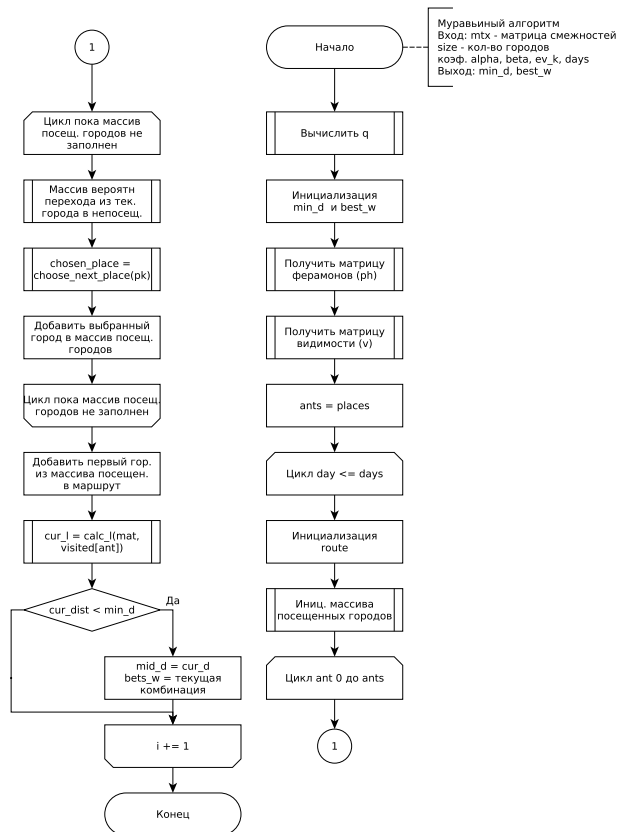 Начало
Муравьиный алгоритм
Вход: mtx - матрица смежностей
size - кол-во городов
коэф. alpha, beta, ev_k, days
Выход: min_d, best_w
Вычислить q
Инициализация
min_d и best_w
Получить матрицу
ферамонов (ph)
Получить матрицу
видимости (v)
ants = places
Цикл day <= days
Инициализация
route
Иниц. массива
посещенных городов
Цикл ant 0 до ants
1
1
Цикл пока массив
посещ. городов не
заполнен
Массив вероятн
перехода из тек.
города в непосещ.
chosen_place =
choose_next_place(pk)
Добавить выбранный
город в массив посещ.
городов
Цикл пока массив посещ.
городов не заполнен
Добавить первый гор.
из массива посещен.
в маршрут
cur_l = calc_l(mat,
visited[ant])
cur_dist < min_d
Да
mid_d = cur_d
bets_w = текущая
комбинация
i += 1
Конец